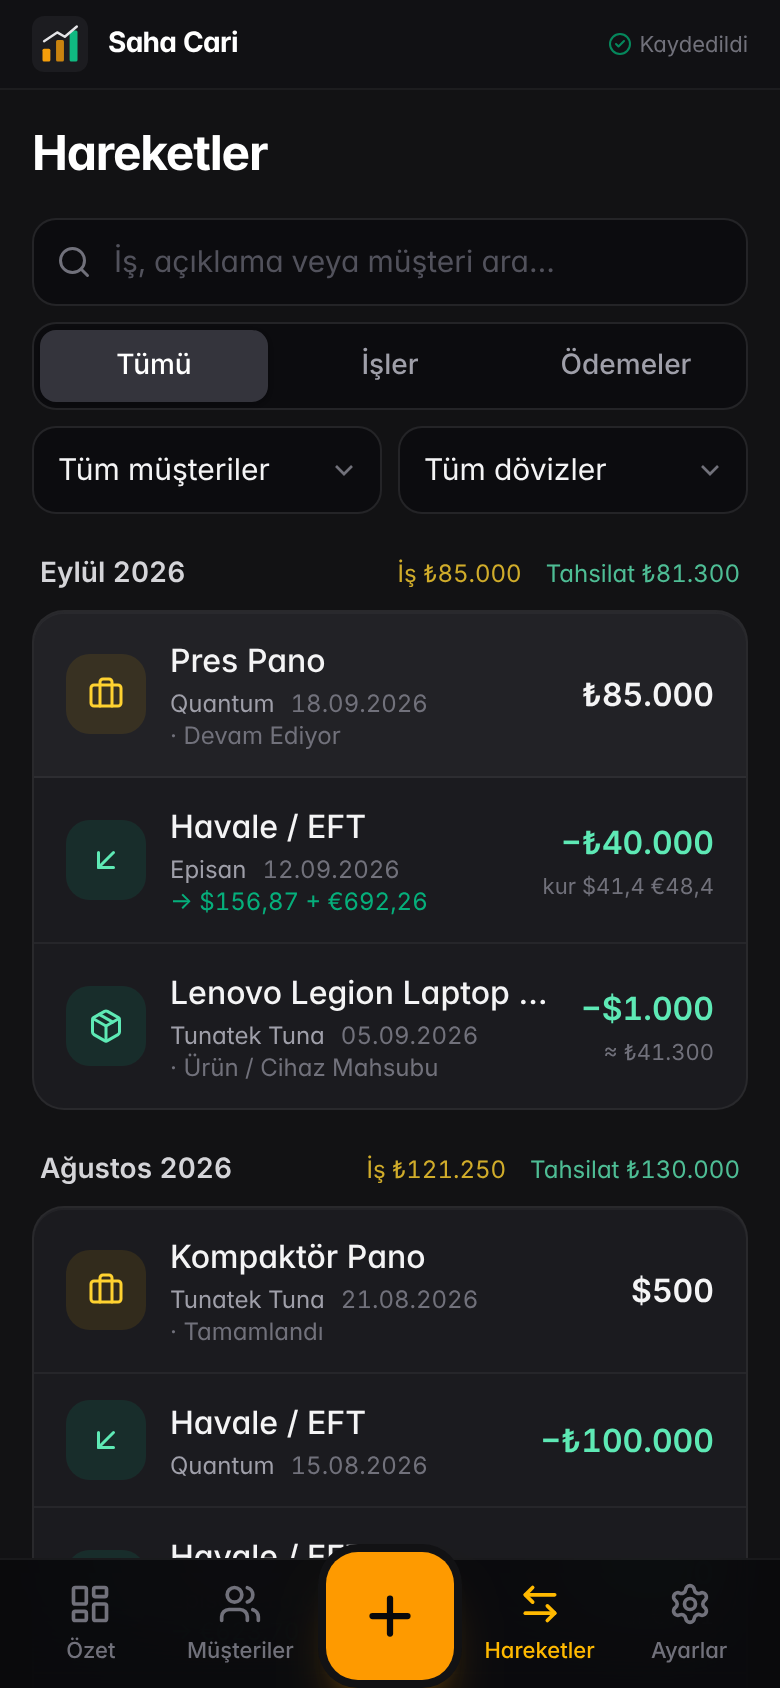 Saha Cari
Kaydedildi
Hareketler
İş, açıklama veya müşteri ara...
Tümü
İşler
Ödemeler
Tüm müşteriler
Tüm dövizler
Eylül 2026
İş ₺85.000
Tahsilat ₺81.300
Pres Pano
Quantum 18.09.2026
· Devam Ediyor
₺85.000
Havale / EFT
Episan 12.09.2026
→ $156,87 + €692,26
−₺40.000
kur $41,4 €48,4
Lenovo Legion Laptop ...
Tunatek Tuna 05.09.2026
· Ürün / Cihaz Mahsubu
−$1.000
≈ ₺41.300
Ağustos 2026
İş ₺121.250
Tahsilat ₺130.000
Kompaktör Pano
Tunatek Tuna 21.08.2026
· Tamamlandı
$500
Havale / EFT
Quantum 15.08.2026
−₺100.000
Havale / EFT
Özet
Müşteriler
+
Hareketler
Ayarlar